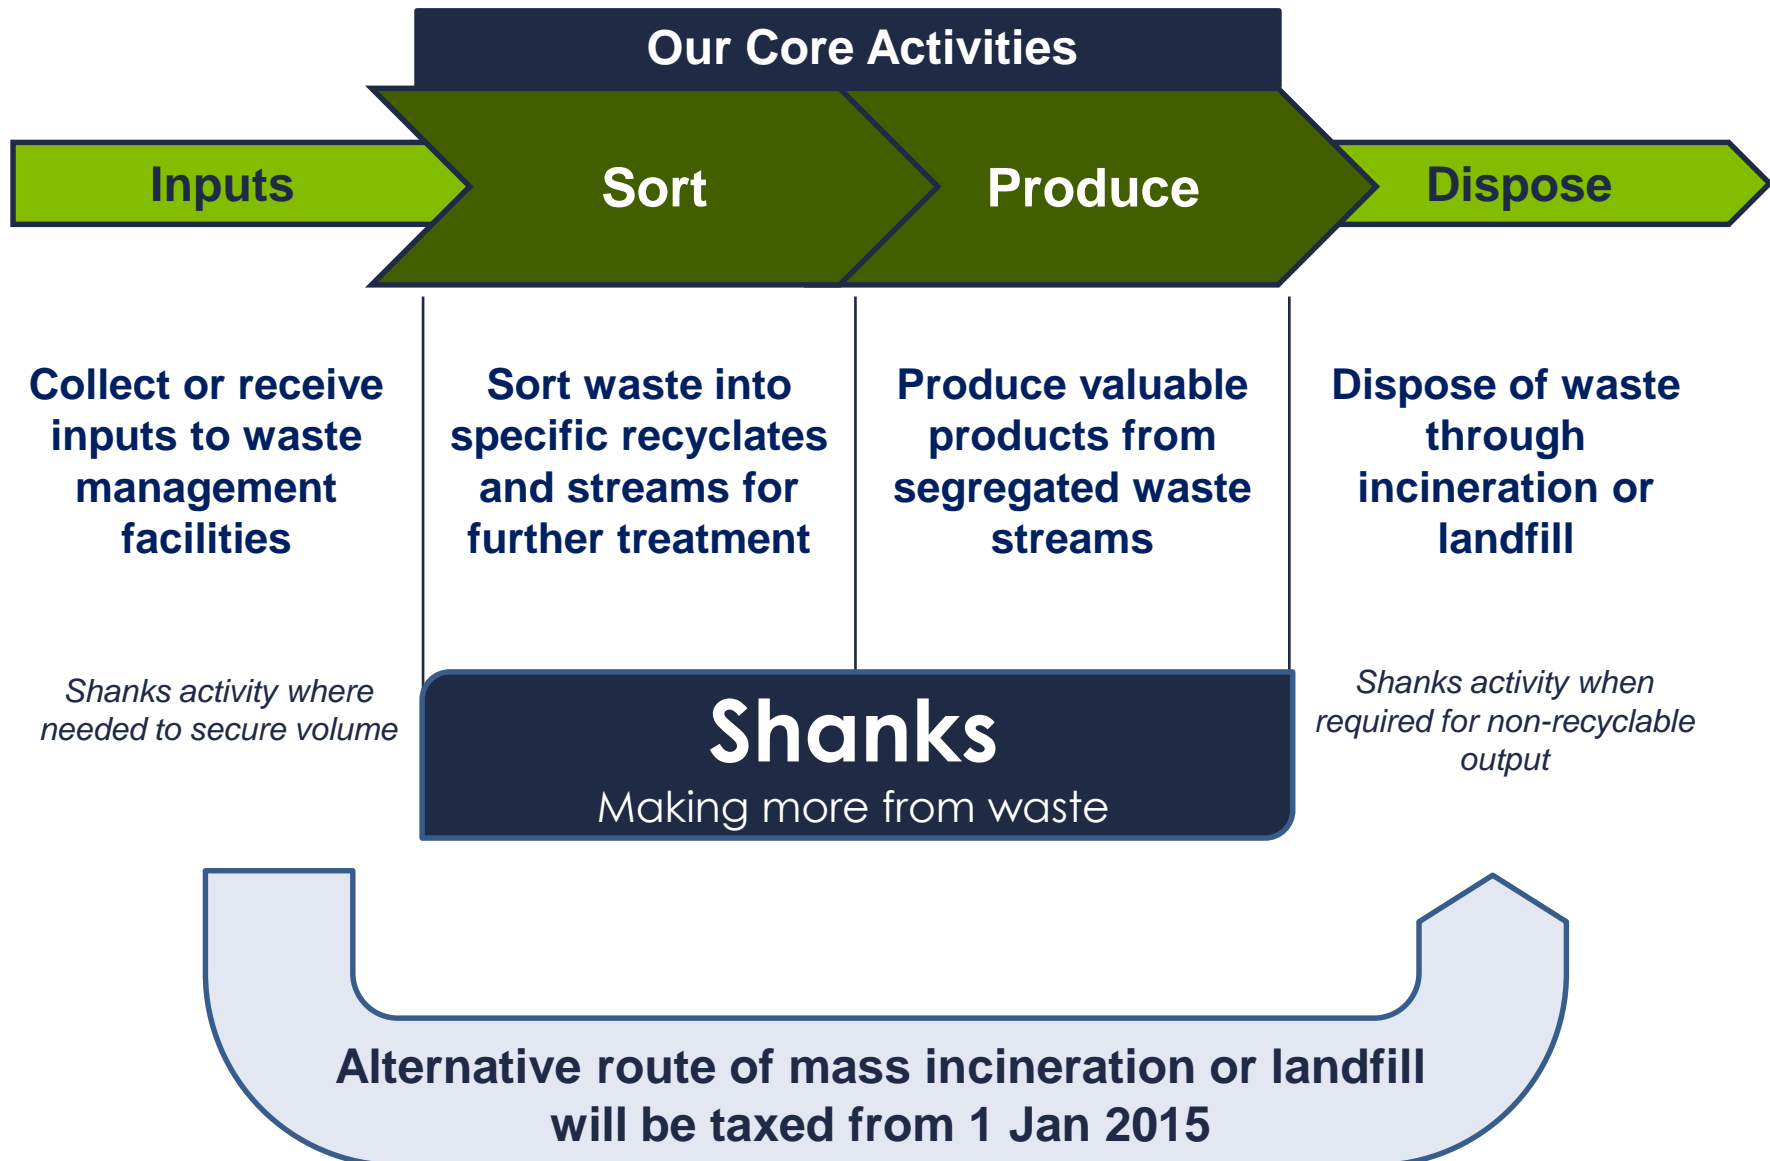 Our Core Activities
Inputs
Sort
Produce
Dispose
Collect or receive
inputs to waste
management
facilities
Sort waste into
specific recyclates
and streams for
further treatment
Produce valuable
products from
segregated waste
streams
Dispose of waste
through
incineration or
landfill
Shanks activity where
needed to secure volume
Shanks
Making more from waste
Shanks activity when
required for non-recyclable
output
Alternative route of mass incineration or landfill
will be taxed from 1 Jan 2015